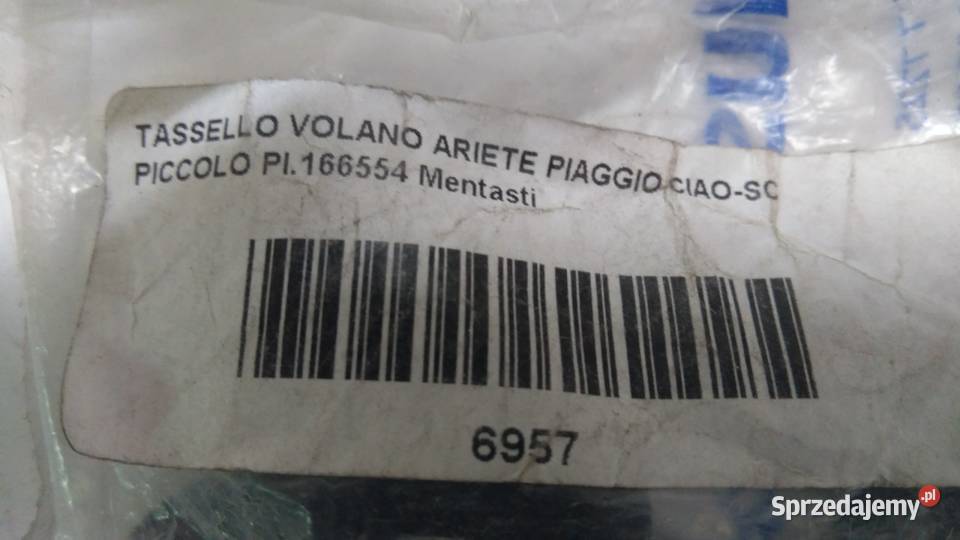 TASSELLO VOLANO ARIETE PIAGGIO CIAO-SC
PICCOLO PI.166554 Mentasti
6957
Sprzedajemy.pl